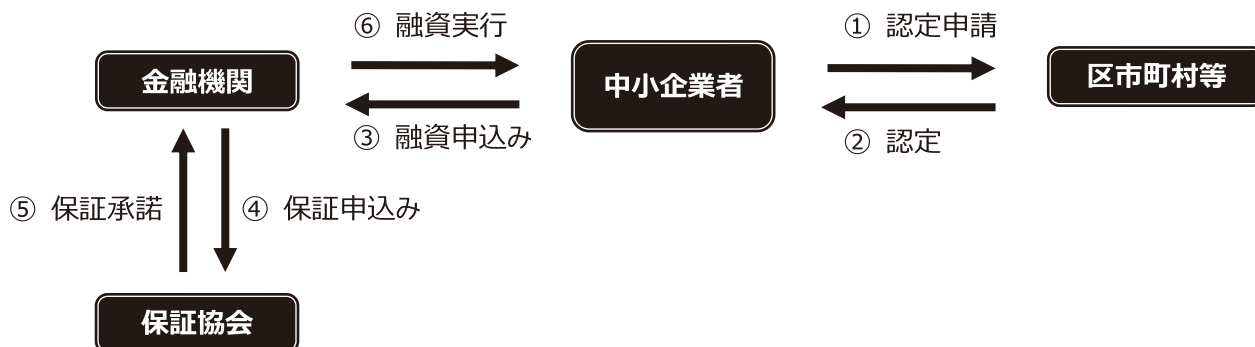 ⑥ 融資実行
① 認定申請
金融機関
中小企業者
区市町村等
③ 融資申込み
② 認定
⑤ 保証承諾
④ 保証申込み
保証協会